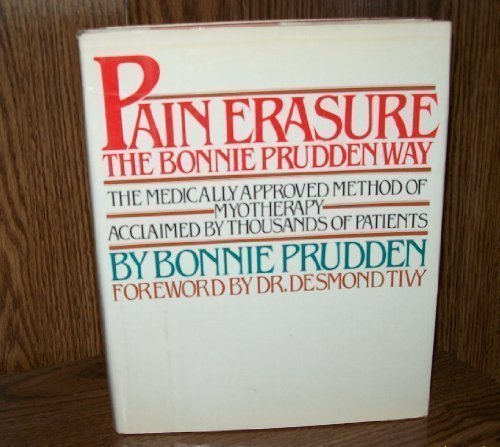 PAIN ERASURE
THE BONNIE PRUDDEN WAY
THE MEDICALLY APPROVED METHOD OF
MYOTHERAPY
ACCLAIMED BY THOUSANDS OF PATIENTS
BY BONNIE PRUDDEN
FOREWORD BY DR. DESMOND TIVY